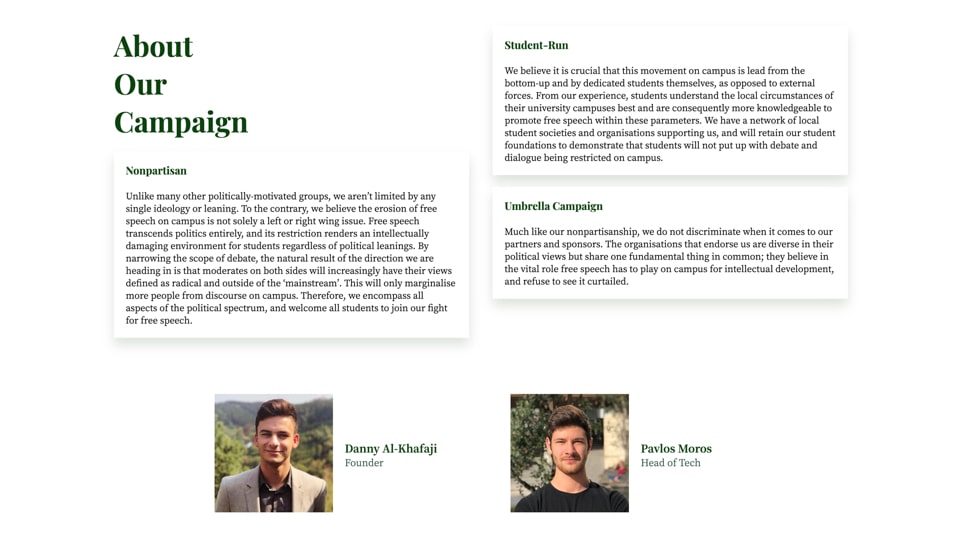 About
Our
Campaign
Nonpartisan
Unlike many other politically-motivated groups, we aren’t limited by any
single ideology or leaning. To the contrary, we believe the erosion of free
speech on campus is not solely a left or right wing issue. Free speech
transcends politics entirely, and its restriction renders an intellectually
damaging environment for students regardless of political leanings. By
narrowing the scope of debate, the natural result of the direction we are
heading in is that moderates on both sides will increasingly have their views
defined as radical and outside of the ‘mainstream’. This will only marginalise
more people from discourse on campus. Therefore, we encompass all
aspects of the political spectrum, and welcome all students to join our fight
for free speech.
Student-Run
We believe it is crucial that this movement on campus is lead from the
bottom-up and by dedicated students themselves, as opposed to external
forces. From our experience, students understand the local circumstances of
their university campuses best and are consequently more knowledgeable to
promote free speech within these parameters. We have a network of local
student societies and organisations supporting us, and will retain our student
foundations to demonstrate that students will not put up with debate and
dialogue being restricted on campus.
Umbrella Campaign
Much like our nonpartisanship, we do not discriminate when it comes to our
partners and sponsors. The organisations that endorse us are diverse in their
political views but share one fundamental thing in common; they believe in
the vital role free speech has to play on campus for intellectual development,
and refuse to see it curtailed.
Danny Al-Khafaji
Founder
Pavlos Moros
Head of Tech